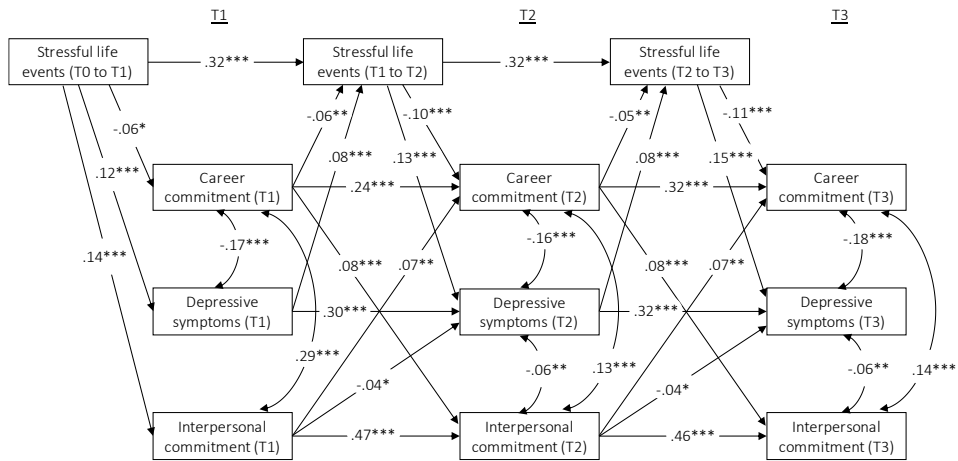 T1
T2
T3
Stressful life
events (T0 to T1)
.32***
Stressful life
events (T1 to T2)
.32***
Stressful life
events (T2 to T3)
-.06*
-.06**
-.10***
-.05**
-.11***
.12***
.08***
.13***
.08***
.15***
Career
commitment (T1)
.24***
Career
commitment (T2)
.32***
Career
commitment (T3)
.14***
-.17***
.08***
.07**
-.16***
.08***
.07**
-.18***
Depressive
symptoms (T1)
.30***
Depressive
symptoms (T2)
.32***
Depressive
symptoms (T3)
.29***
-.04*
-.06**
.13***
-.04*
-.06**
.14***
Interpersonal
commitment (T1)
.47***
Interpersonal
commitment (T2)
.46***
Interpersonal
commitment (T3)